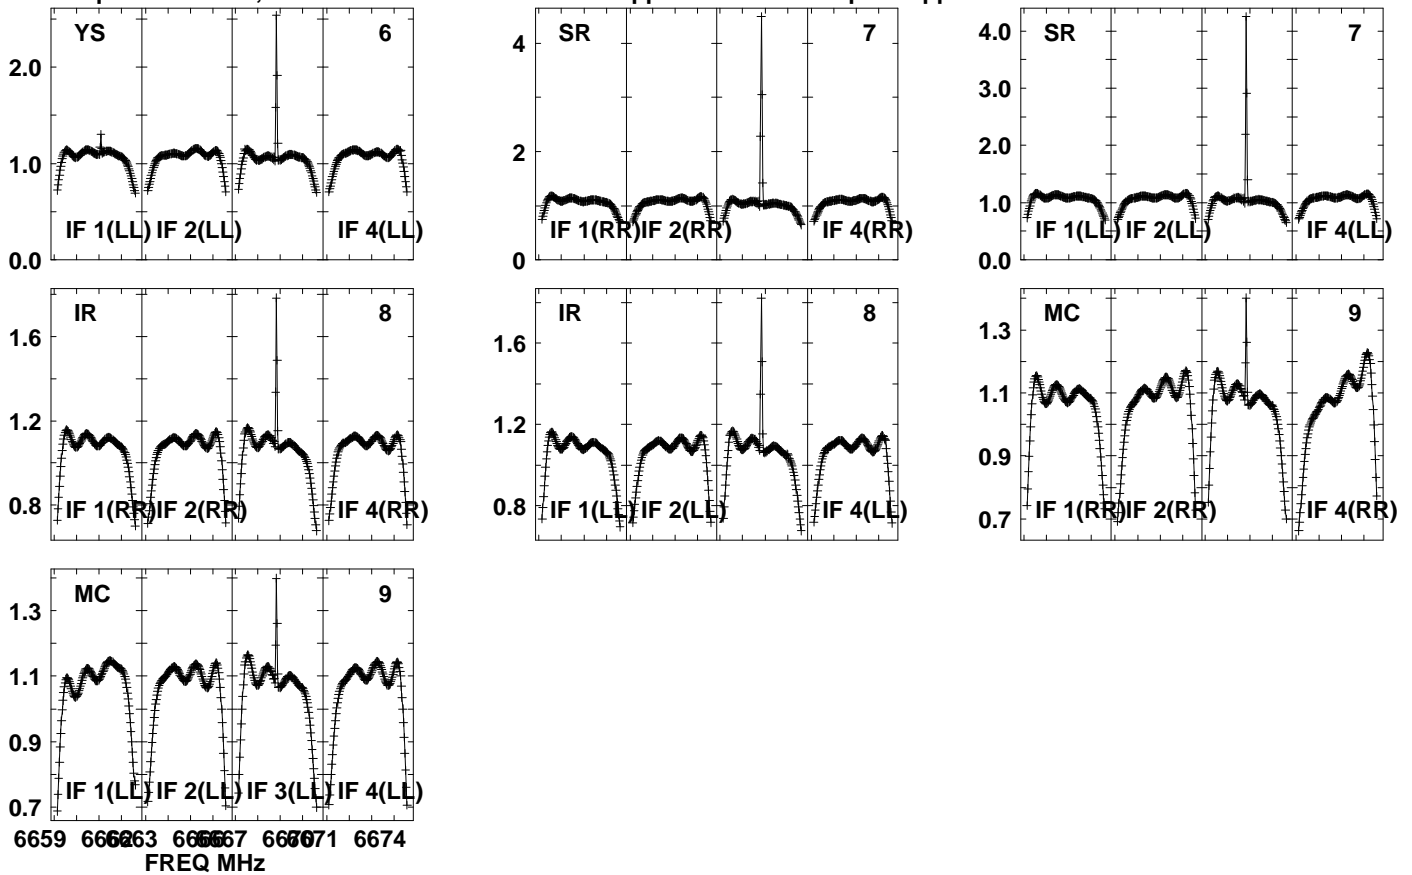 YS 6 SR 7 SR 7
2.0 4 4.0
3.0
1.0 2 2.0
1.0
IF 1(LL) IF 2(LL) IF 4(LL) IF 1(RR) IF 2(RR) IF 4(RR) IF 1(LL) IF 2(LL) IF 4(LL)
0.0 0 0.0
IR 8 IR 8 MC 9
1.6 1.6 1.3
1.2 1.2 1.1
0.9
0.8 IF 1(RR) IF 2(RR) IF 4(RR) 0.8 IF 1(LL) IF 2(LL) IF 4(LL) 0.7 IF 1(RR) IF 2(RR) IF 4(RR)
MC 9
1.3
1.1
0.9
0.7 IF 1(LL) IF 2(LL) IF 3(LL) IF 4(LL)
6659 6662 6663 6666 6667 6670 6671 6674
FREQ MHz